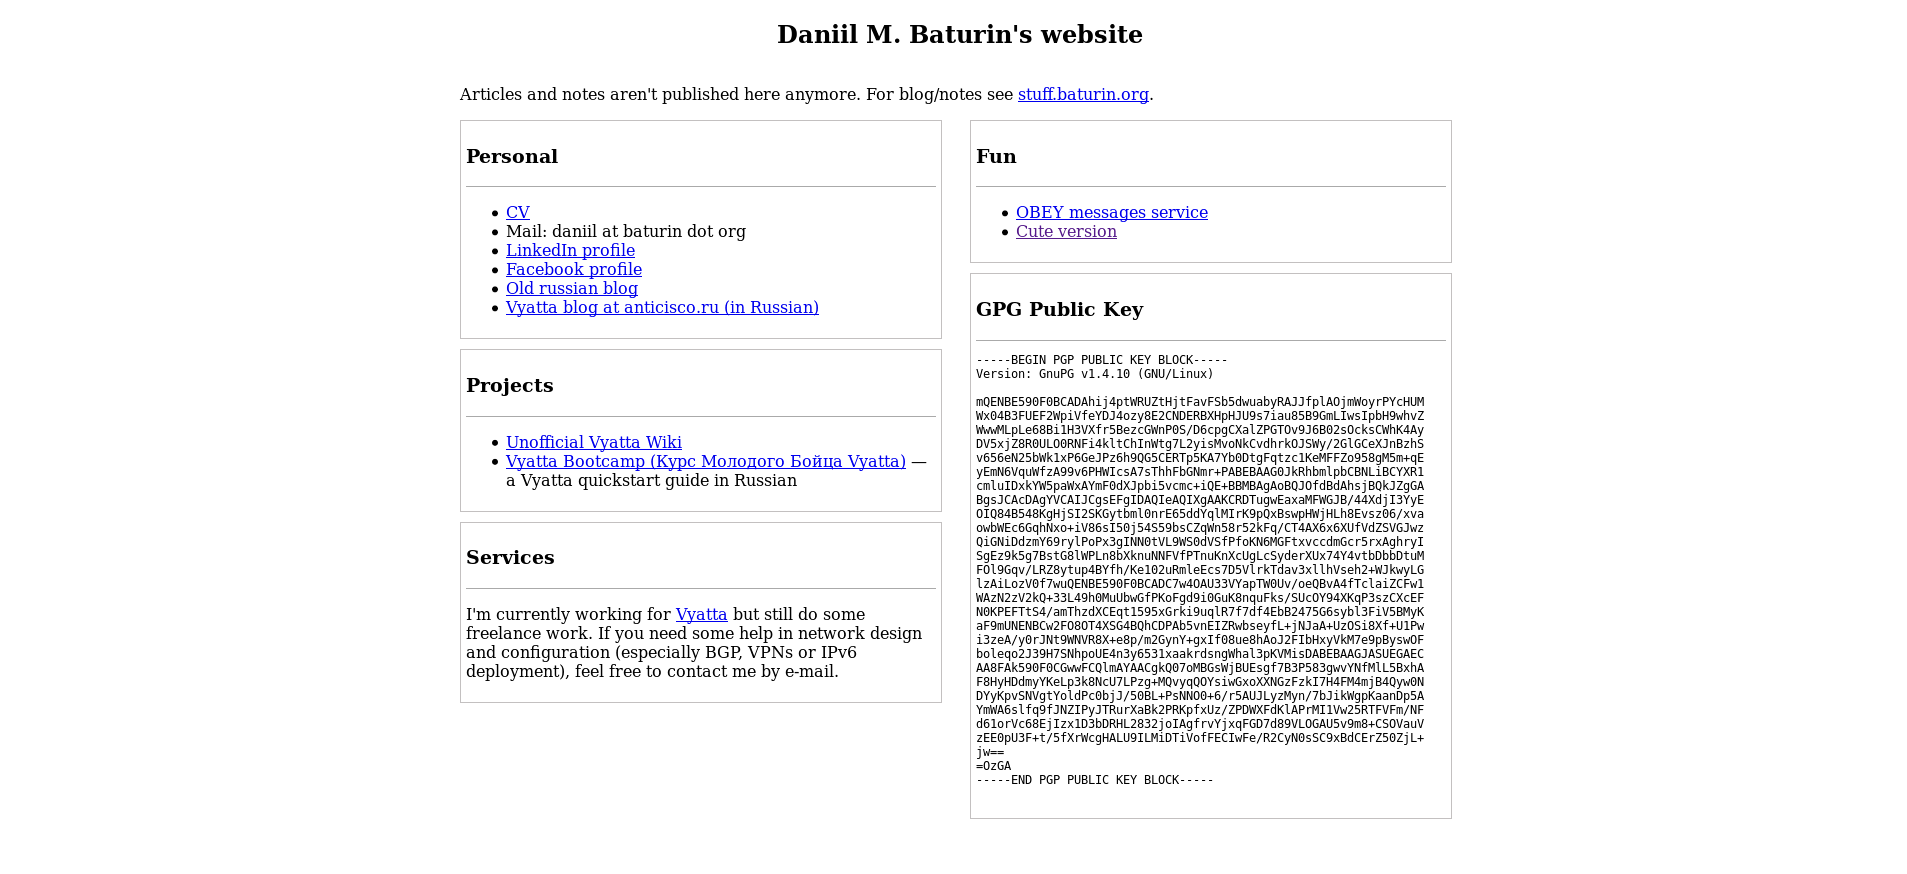 Daniil M. Baturin's website
Articles and notes aren't published here anymore. For blog/notes see stuff.baturin.org.
Personal
CV
Mail: daniil at baturin dot org
LinkedIn profile
Facebook profile
Old russian blog
Vyatta blog at anticisco.ru (in Russian)
Projects
Unofficial Vyatta Wiki
Vyatta Bootcamp (Курс Молодого Бойца Vyatta) —
a Vyatta quickstart guide in Russian
Services
I'm currently working for Vyatta but still do some
freelance work. If you need some help in network design
and configuration (especially BGP, VPNs or IPv6
deployment), feel free to contact me by e-mail.
Fun
OBEY messages service
Cute version
GPG Public Key
-----BEGIN PGP PUBLIC KEY BLOCK-----
Version: GnuPG v1.4.10 (GNU/Linux)
mQENBE590F0BCADAhij4ptWRUZtHjtFavFSb5dwuabyRAJJfplAOjmWoyrPYcHUM
Wx04B3FUEF2WpiVfeYDJ4ozy8E2CNDERBXHpHJU9s7iau85B9GmLIwsIpbH9whvZ
WwwMLpLe68Bi1H3VXfr5BezcGWnP0S/D6cpgCXalZPGTOv9J6B02sOcksCWhK4Ay
DV5xjZ8R0ULO0RNFi4kltChInWtg7L2yisMvoNkCvdhrkOJSWy/2GlGCeXJnBzhS
v656eN25bWk1xP6GeJPz6h9QG5CERTp5KA7Yb0DtgFqtzc1KeMFFZo958gM5m+qE
yEmN6VquWfzA99v6PHWIcsA7sThhFbGNmr+PABEBAAG0JkRhbmlpbCBNLiBCYXR1
cmluIDxkYW5paWxAYmF0dXJpbi5vcmc+iQE+BBMBAgAoBQJOfdBdAhsjBQkJZgGA
BgsJCAcDAgYVCAIJCgsEFgIDAQIeAQIXgAAKCRDTugwEaxaMFWGJB/44XdjI3YyE
OIQ84B548KgHjSI2SKGytbml0nrE65ddYqlMIrK9pQxBswpHWjHLh8Evsz06/xva
owbWEc6GqhNxo+iV86sI50j54S59bsCZqWn58r52kFq/CT4AX6x6XUfVdZSVGJwz
QiGNiDdzmY69rylPoPx3gINN0tVL9WS0dVSfPfoKN6MGFtxvccdmGcr5rxAghryI
SgEz9k5g7BstG8lWPLn8bXknuNNFVfPTnuKnXcUgLcSyderXUx74Y4vtbDbbDtuM
FOl9Gqv/LRZ8ytup4BYfh/Ke102uRmleEcs7D5VlrkTdav3xllhVseh2+WJkwyLG
lzAiLozV0f7wuQENBE590F0BCADC7w4OAU33VYapTW0Uv/oeQBvA4fTclaiZCFw1
WAzN2zV2kQ+33L49h0MuUbwGfPKoFgd9i0GuK8nquFks/SUcOY94XKqP3szCXcEF
N0KPEFTtS4/amThzdXCEqt1595xGrki9uqlR7f7df4EbB2475G6sybl3FiV5BMyK
aF9mUNENBCw2FO8OT4XSG4BQhCDPAb5vnEIZRwbseyfL+jNJaA+UzOSi8Xf+U1Pw
i3zeA/y0rJNt9WNVR8X+e8p/m2GynY+gxIf08ue8hAoJ2FIbHxyVkM7e9pByswOF
boleqo2J39H7SNhpoUE4n3y6531xaakrdsngWhal3pKVMisDABEBAAGJASUEGAEC
AA8FAk590F0CGwwFCQlmAYAACgkQ07oMBGsWjBUEsgf7B3P583gwvYNfMlL5BxhA
F8HyHDdmyYKeLp3k8NcU7LPzg+MQvyqQOYsiwGxoXXNGzFzkI7H4FM4mjB4Qyw0N
DYyKpvSNVgtYoldPc0bjJ/50BL+PsNNO0+6/r5AUJLyzMyn/7bJikWgpKaanDp5A
YmWA6slfq9fJNZIPyJTRurXaBk2PRKpfxUz/ZPDWXFdKlAPrMI1Vw25RTFVFm/NF
d61orVc68EjIzx1D3bDRHL2832joIAgfrvYjxqFGD7d89VLOGAU5v9m8+CSOVauV
zEE0pU3F+t/5fXrWcgHALU9ILMiDTiVofFECIwFe/R2CyN0sSC9xBdCErZ50ZjL+
jw==
=OzGA
-----END PGP PUBLIC KEY BLOCK-----